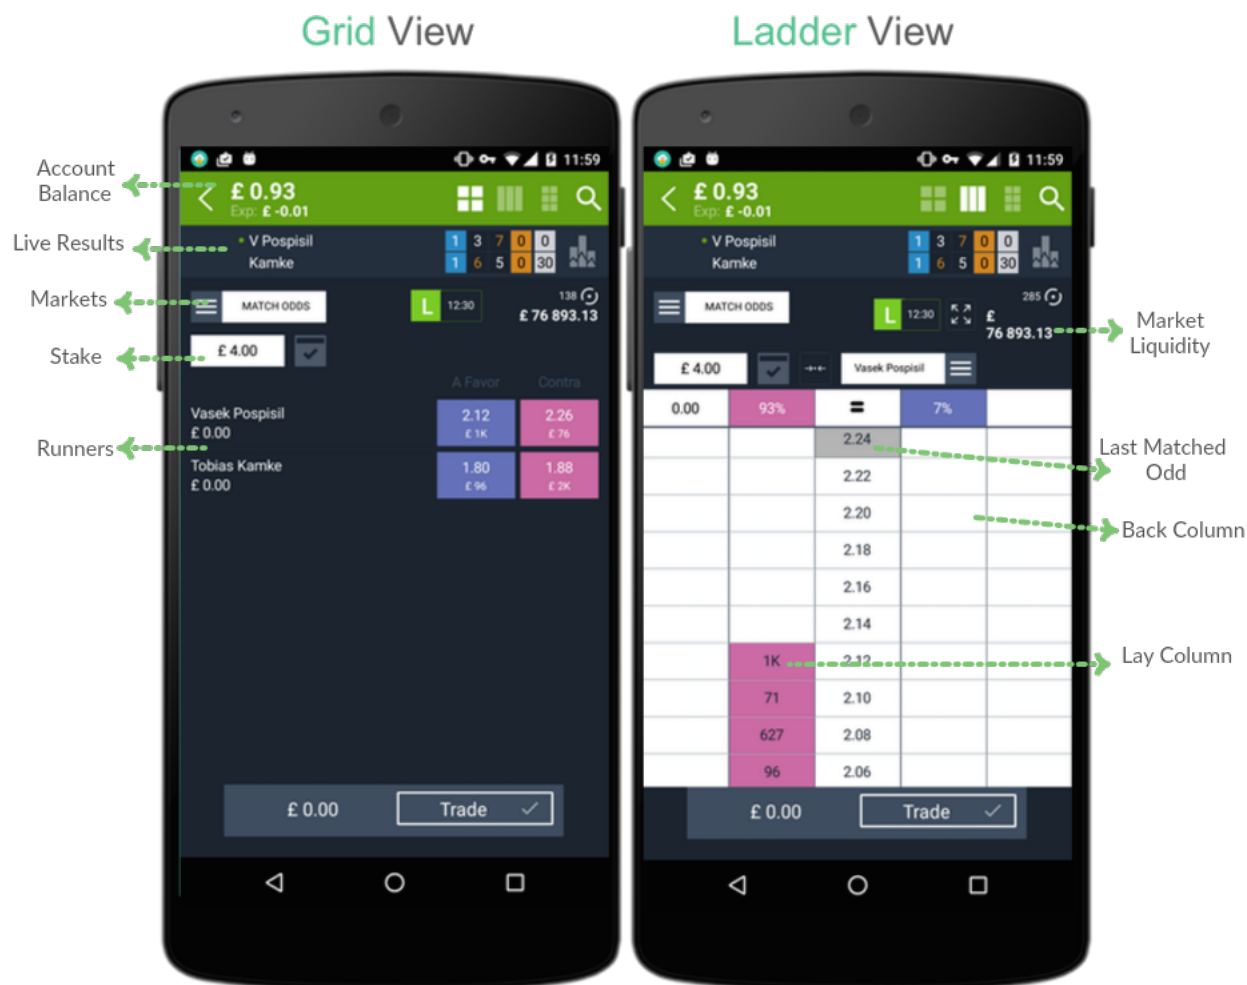 Grid View
Ladder View
Account
Balance
Live Results
Markets
Stake
Runners
11:59
£ 0.93
Exp: £ -0.01
V Pospisil
1 3 7 0 0
Kamke
1 6 5 0 30
MATCH ODDS
L
12:30
138
£ 76 893.13
£ 4.00
A Favor
Contra
Vasek Pospisil
£ 0.00
2.12
£ 1K
2.26
£ 76
Tobias Kamke
£ 0.00
1.80
£ 96
1.88
£ 2K
£ 0.00
Trade
11:59
£ 0.93
Exp: £ -0.01
V Pospisil
1 3 7 0 0
Kamke
1 6 5 0 30
MATCH ODDS
L
12:30
285
£
76 893.13
£ 4.00
Vasek Pospisil
0.00 93% = 7%
2.24
2.22
2.20
2.18
2.16
2.14
1K 2.12
71 2.10
627 2.08
96 2.06
£ 0.00
Trade
Market
Liquidity
Last Matched
Odd
Back Column
Lay Column